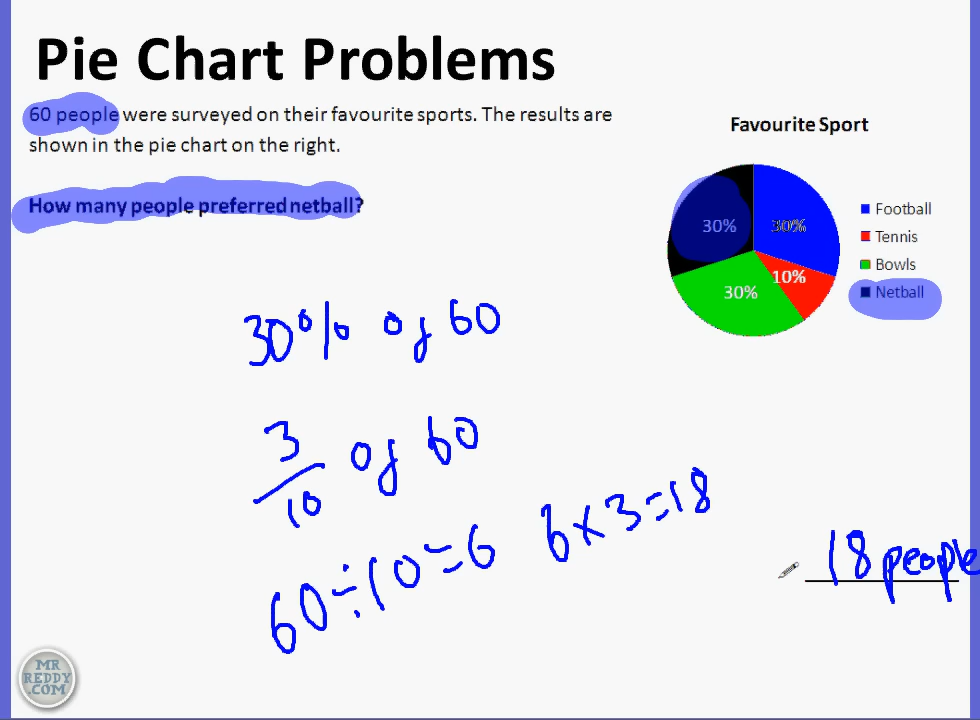 Pie Chart Problems
60 people were surveyed on their favourite sports. The results are
shown in the pie chart on the right.
How many people preferred netball?
Favourite Sport
30%
30%
10%
30%
Football
Tennis
Bowls
Netball
30% of 60
3/10 of 60
60÷10=6 6×3=18
18 people
MR
REDDY
.COM